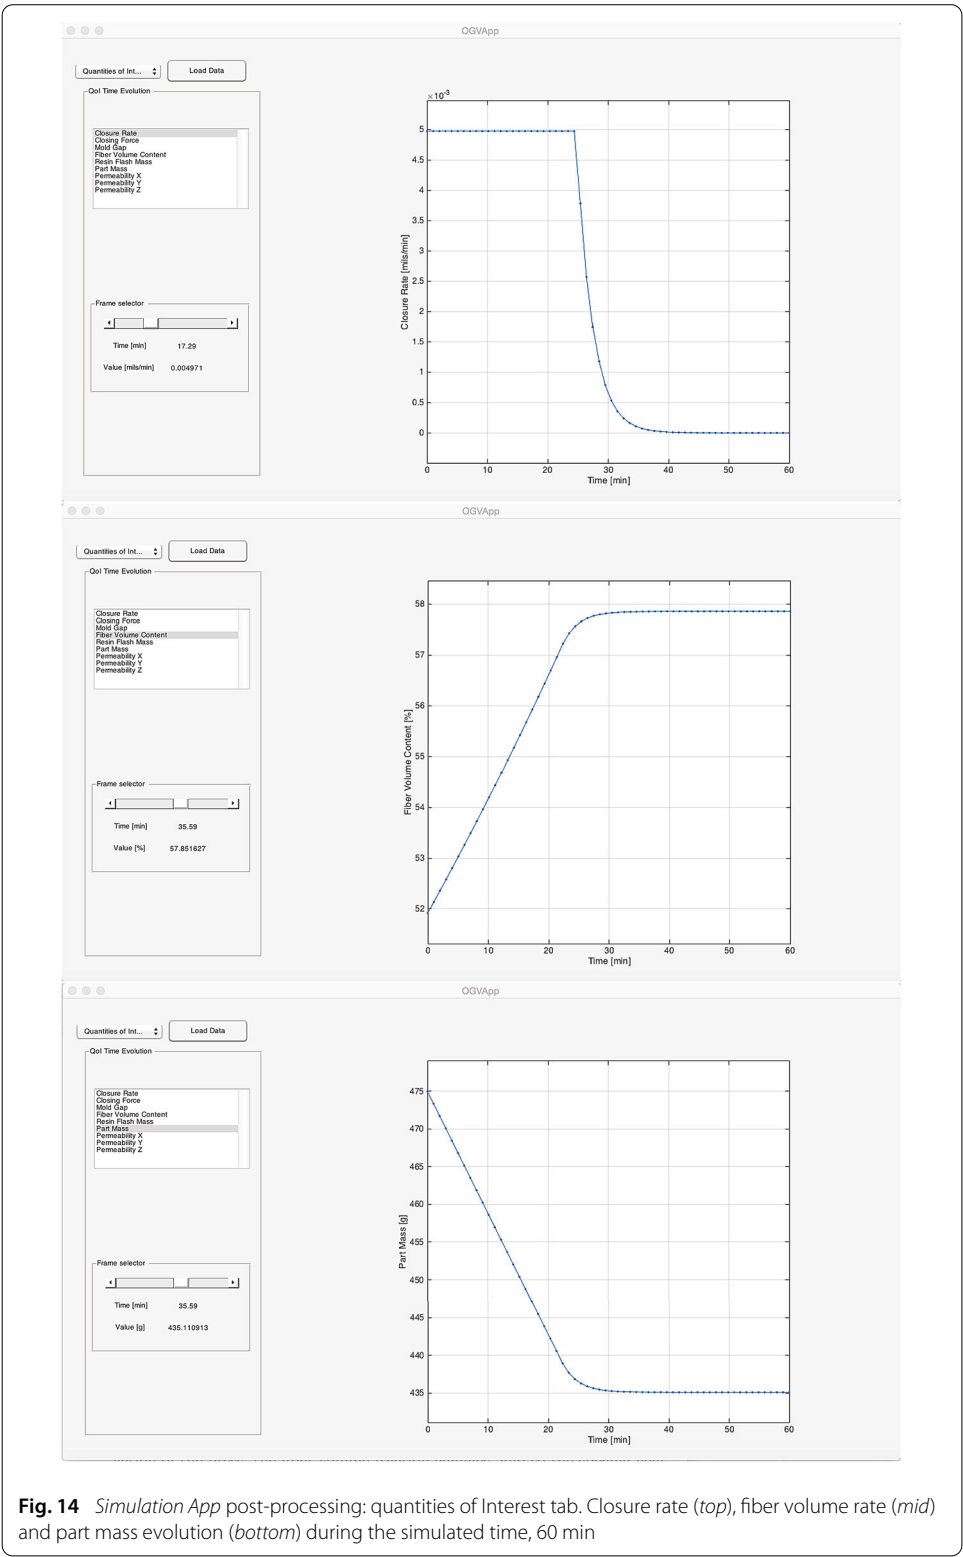 OGVApp
Quantities of Int...
Load Data
QoI Time Evolution
Closure Rate
Closing Force
Mold Gap
Fiber Volume Content
Resin Flash Mass
Part Mass
Permeability X
Permeability Y
Permeability Z
Frame selector
Time [min] 17.29
Value [mils/min] 0.004971
×10⁻³
5
4.5
4
3.5
3
2.5
2
1.5
1
0.5
0
Closure Rate [mils/min]
0 10 20 30 40 50 60
Time [min]
OGVApp
Quantities of Int...
Load Data
QoI Time Evolution
Closure Rate
Closing Force
Mold Gap
Fiber Volume Content
Resin Flash Mass
Part Mass
Permeability X
Permeability Y
Permeability Z
Frame selector
Time [min] 35.59
Value [%] 57.851627
58
57
56
55
54
53
52
Fiber Volume Content [%]
0 10 20 30 40 50 60
Time [min]
OGVApp
Quantities of Int...
Load Data
QoI Time Evolution
Closure Rate
Closing Force
Mold Gap
Fiber Volume Content
Resin Flash Mass
Part Mass
Permeability X
Permeability Y
Permeability Z
Frame selector
Time [min] 35.59
Value [g] 435.110913
475
470
465
460
455
450
445
440
435
Part Mass [g]
0 10 20 30 40 50 60
Time [min]
Fig. 14 Simulation App post-processing: quantities of Interest tab. Closure rate (top), fiber volume rate (mid)
and part mass evolution (bottom) during the simulated time, 60 min